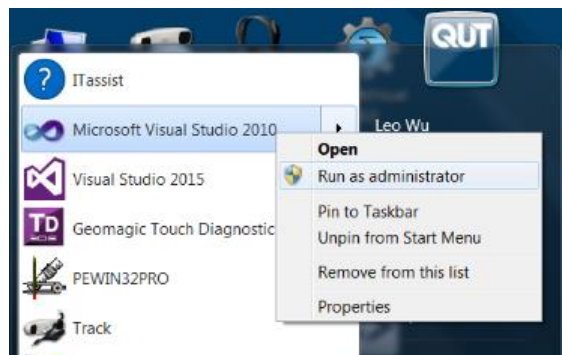 QUT
ITassist
Microsoft Visual Studio 2010
Leo Wu
Open
Run as administrator
Visual Studio 2015
Pin to Taskbar
Unpin from Start Menu
TD Geomagic Touch Diagnostic
Remove from this list
PEWIN32PRO
Properties
Track